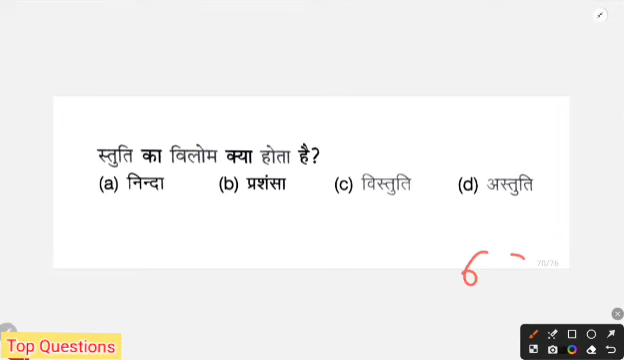 स्तुति का विलोम क्या होता है?
(a) निन्दा (b) प्रशंसा (c) विस्तुति (d) अस्तुति
6
70/76
Top Questions